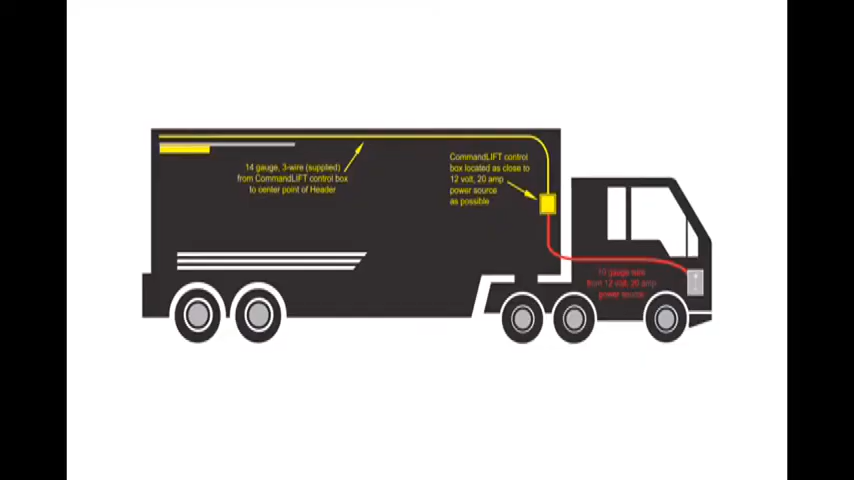 14 gauge, 3-wire (supplied)
from CommandLIFT control box
to center point of Header
CommandLIFT control
box located as close to
12 volt, 20 amp
power source
as possible
10 gauge wire
from 12 volt, 20 amp
power source